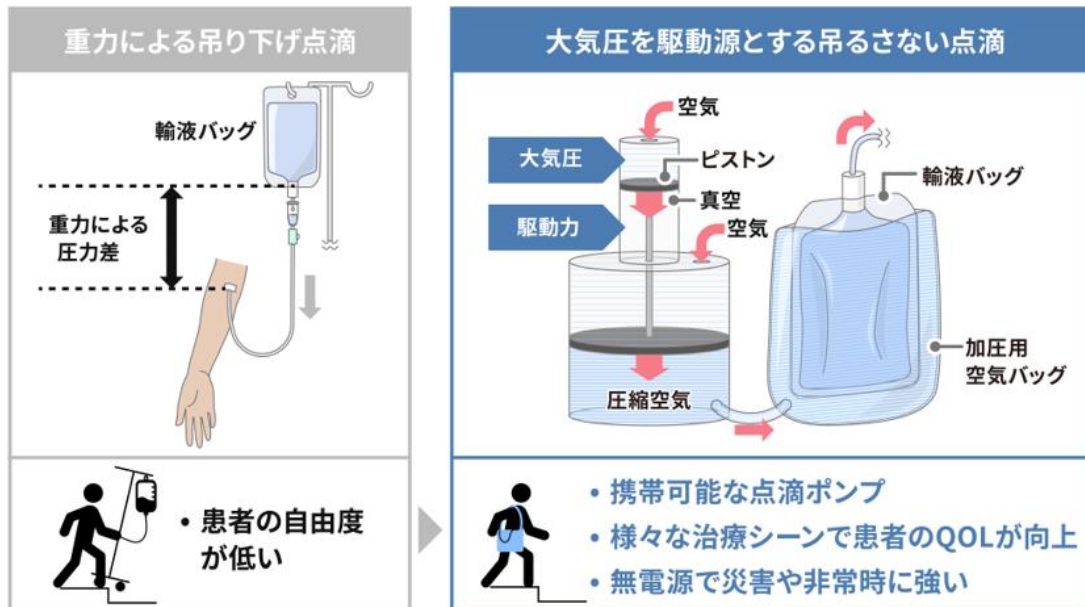 重力による吊り下げ点滴
輸液バッグ
重力による
圧力差
・患者の自由度
が低い
大気圧を駆動源とする吊るさない点滴
空気
大気圧
ピストン
輸液バッグ
真空
駆動力
空気
加圧用
空気バッグ
圧縮空気
・携帯可能な点滴ポンプ
・様々な治療シーンで患者のQOLが向上
・無電源で災害や非常時に強い